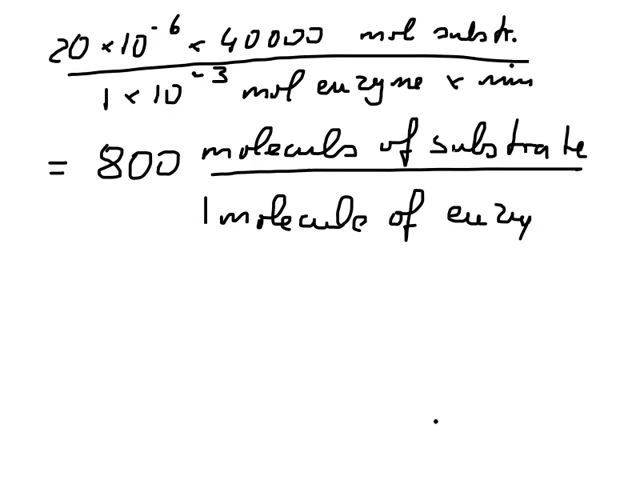 20 × 10⁻⁶ × 40000 mol substr.
1 × 10⁻³ mol enzyme × min
= 800 molecules of substrate
1 molecule of enzy